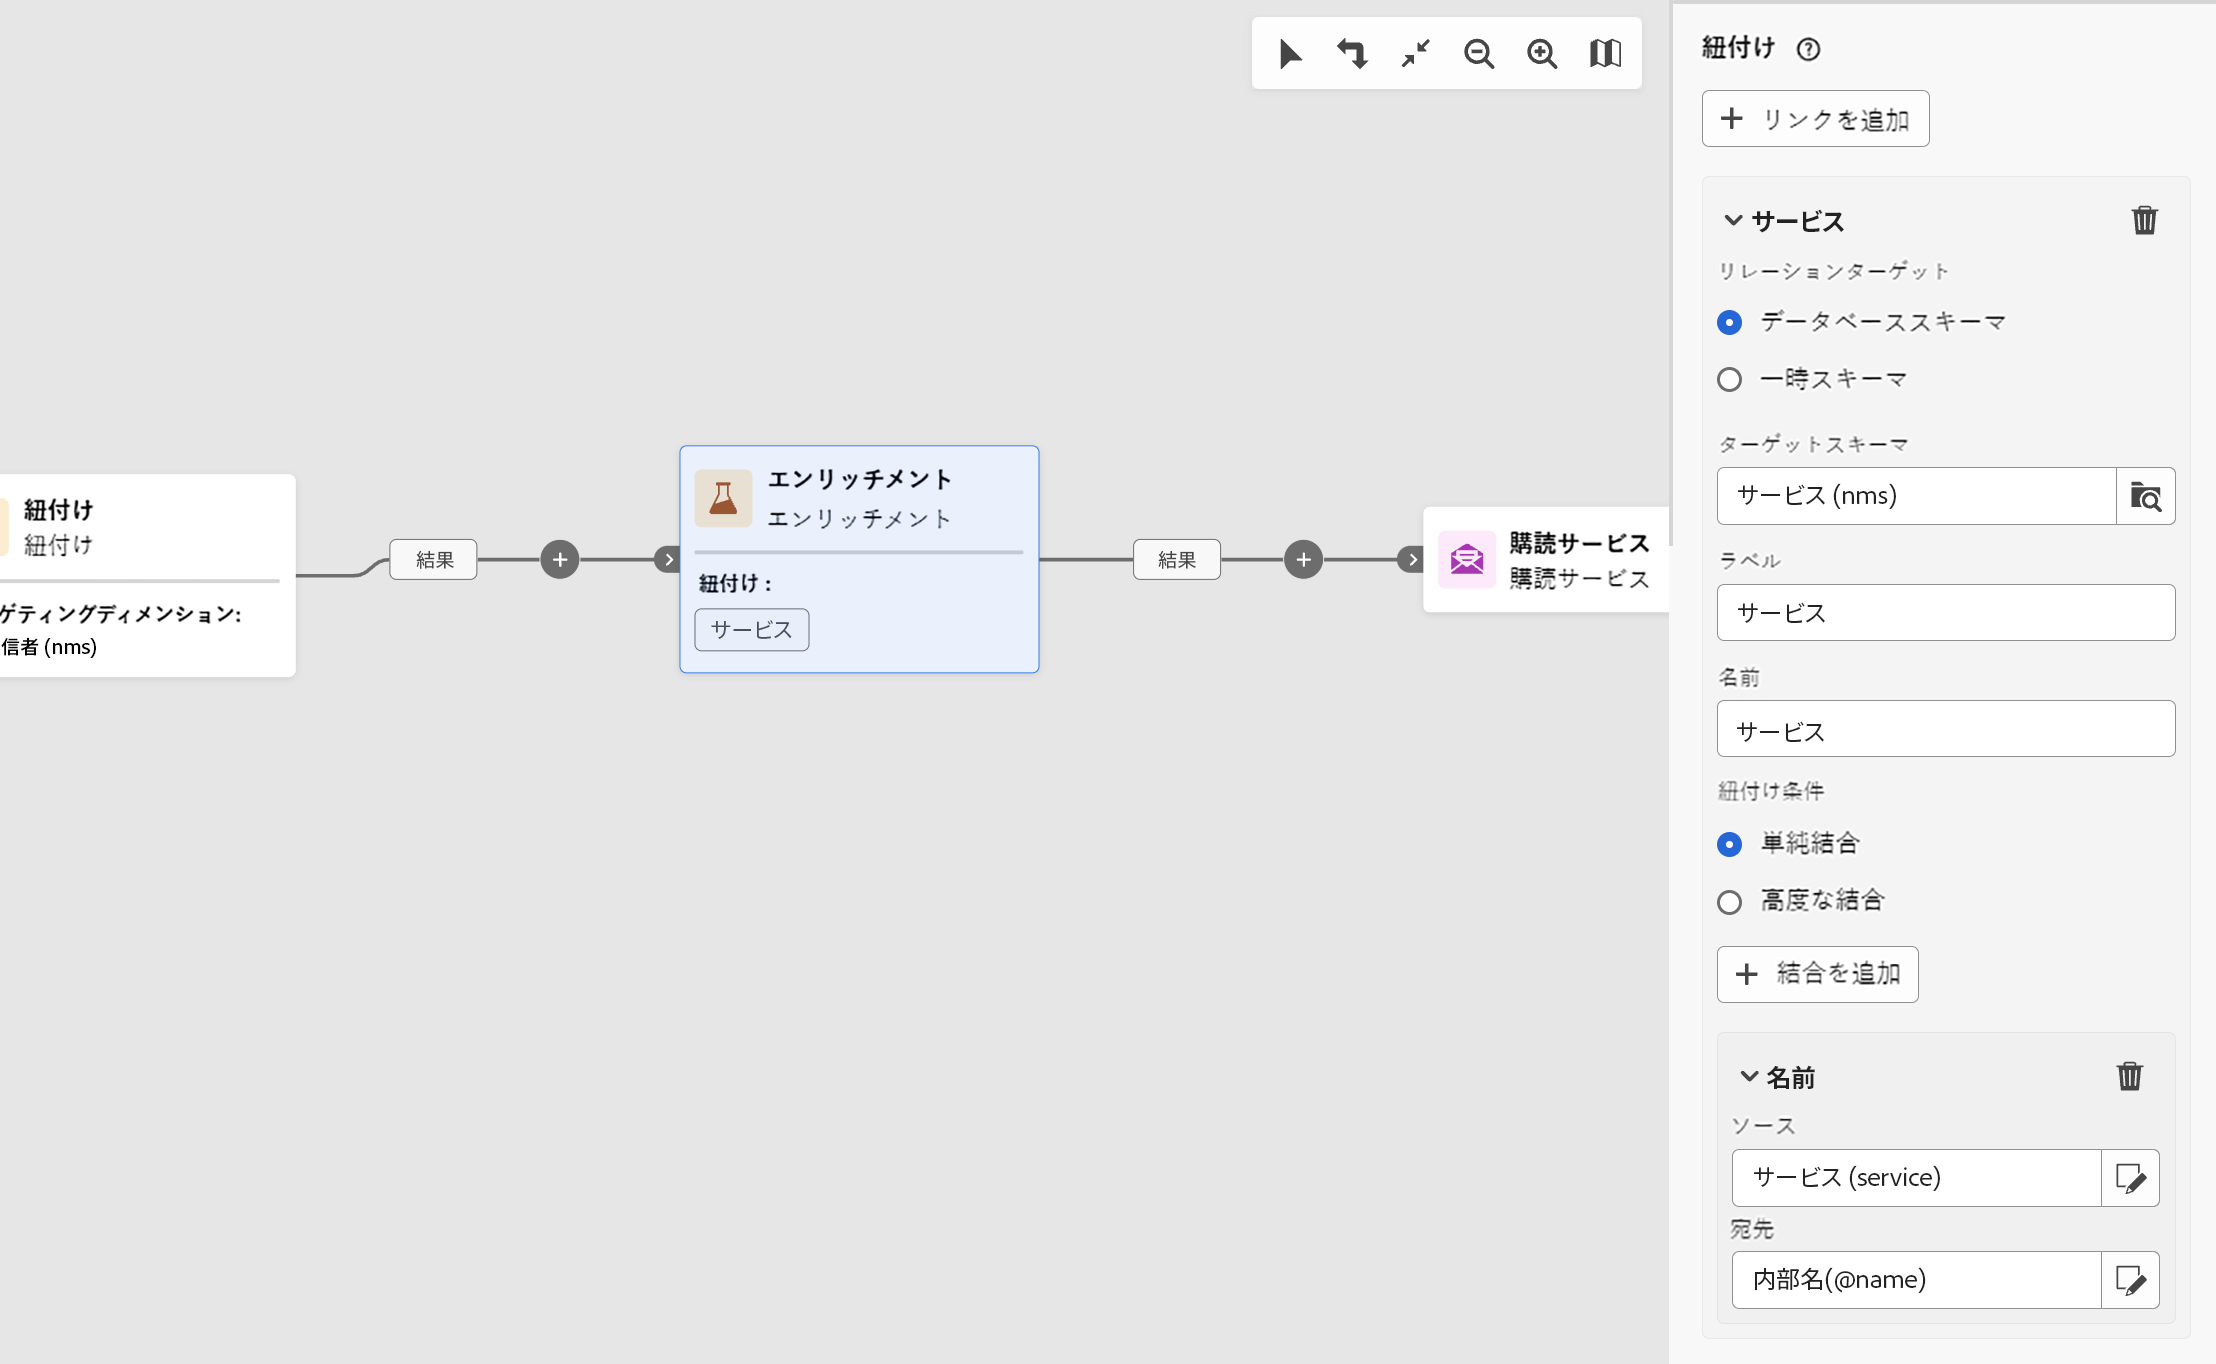 紐付け
紐付け
ゲティングディメンション:
信者 (nms)
結果
エンリッチメント
エンリッチメント
紐付け :
サービス
結果
購読サービス
購読サービス
紐付け
リンクを追加
サービス
リレーションターゲット
データベーススキーマ
一時スキーマ
ターゲットスキーマ
サービス (nms)
ラベル
サービス
名前
サービス
紐付け条件
単純結合
高度な結合
結合を追加
名前
ソース
サービス (service)
宛先
内部名(@name)